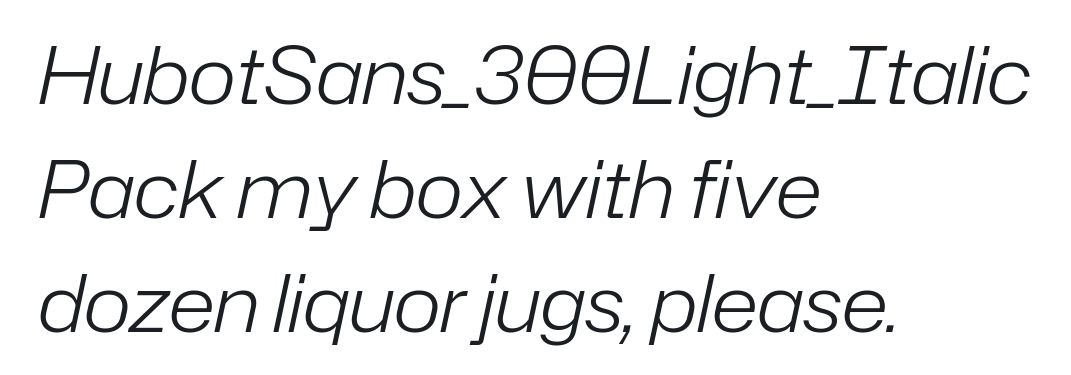 HubotSans_300Light_Italic
Pack my box with five
dozen liquor jugs, please.